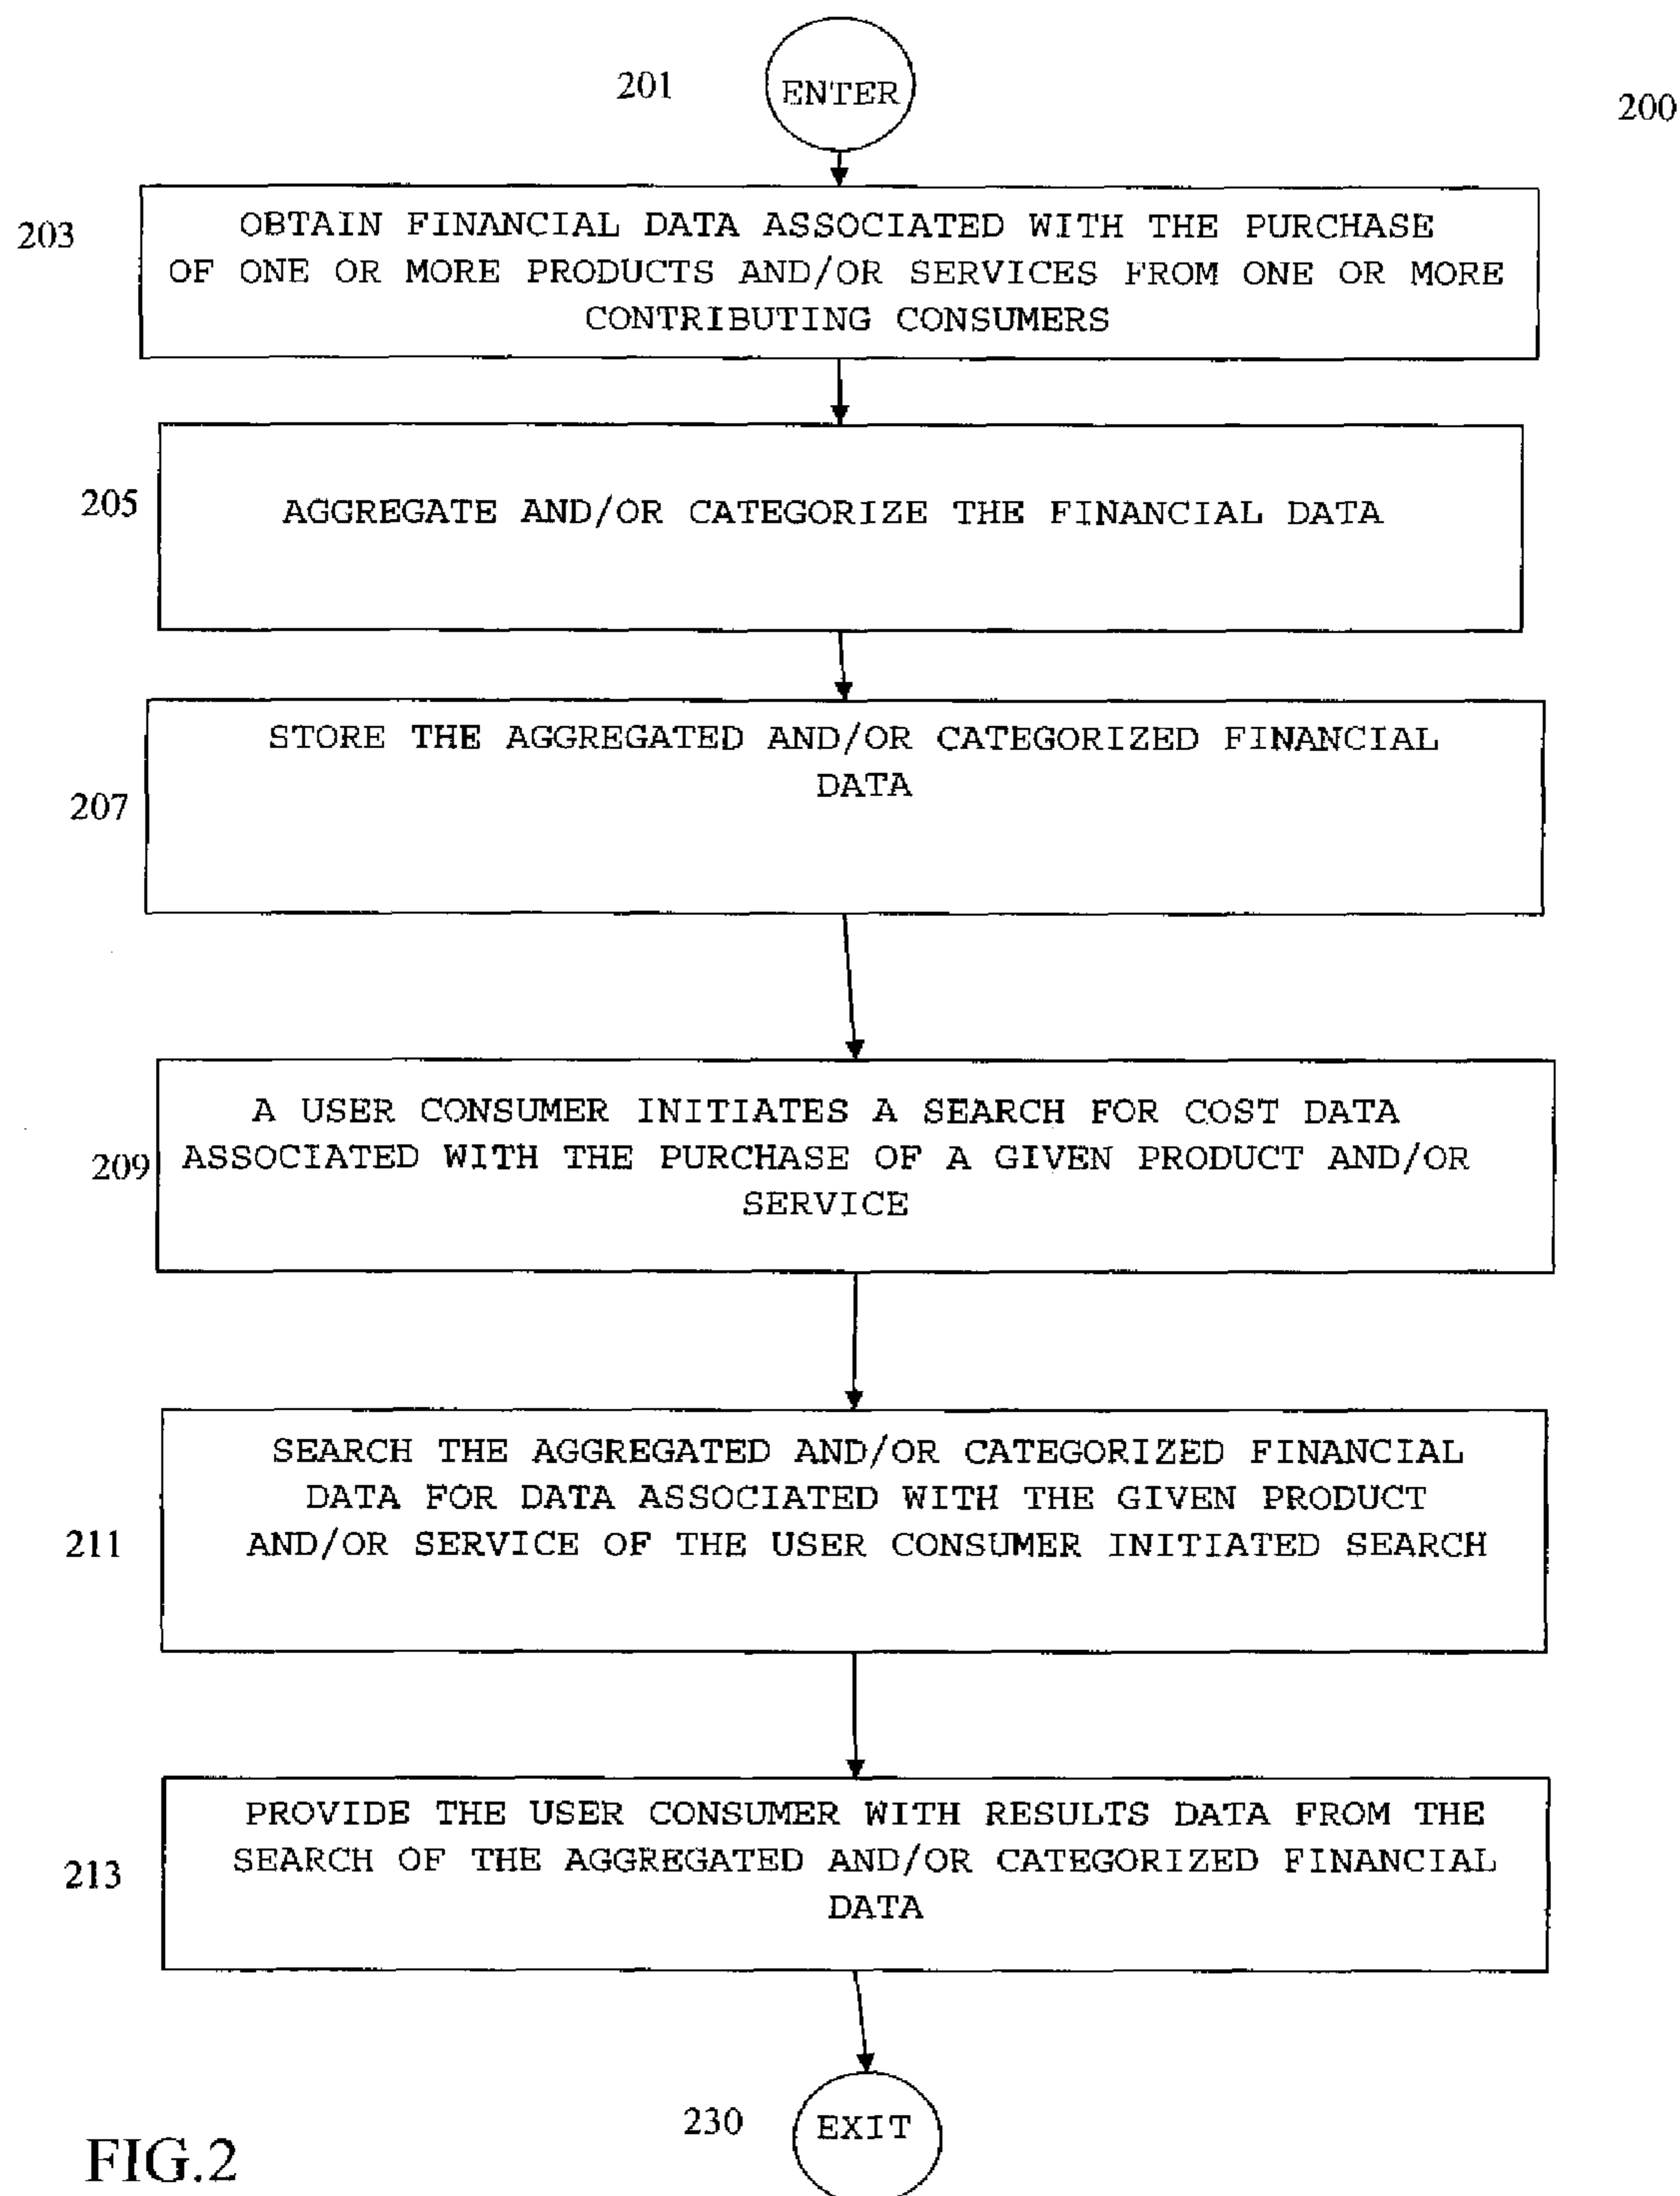 201
ENTER
200
203
OBTAIN FINANCIAL DATA ASSOCIATED WITH THE PURCHASE
OF ONE OR MORE PRODUCTS AND/OR SERVICES FROM ONE OR MORE
CONTRIBUTING CONSUMERS
205
AGGREGATE AND/OR CATEGORIZE THE FINANCIAL DATA
207
STORE THE AGGREGATED AND/OR CATEGORIZED FINANCIAL
DATA
209
A USER CONSUMER INITIATES A SEARCH FOR COST DATA
ASSOCIATED WITH THE PURCHASE OF A GIVEN PRODUCT AND/OR
SERVICE
211
SEARCH THE AGGREGATED AND/OR CATEGORIZED FINANCIAL
DATA FOR DATA ASSOCIATED WITH THE GIVEN PRODUCT
AND/OR SERVICE OF THE USER CONSUMER INITIATED SEARCH
213
PROVIDE THE USER CONSUMER WITH RESULTS DATA FROM THE
SEARCH OF THE AGGREGATED AND/OR CATEGORIZED FINANCIAL
DATA
230
EXIT
FIG.2